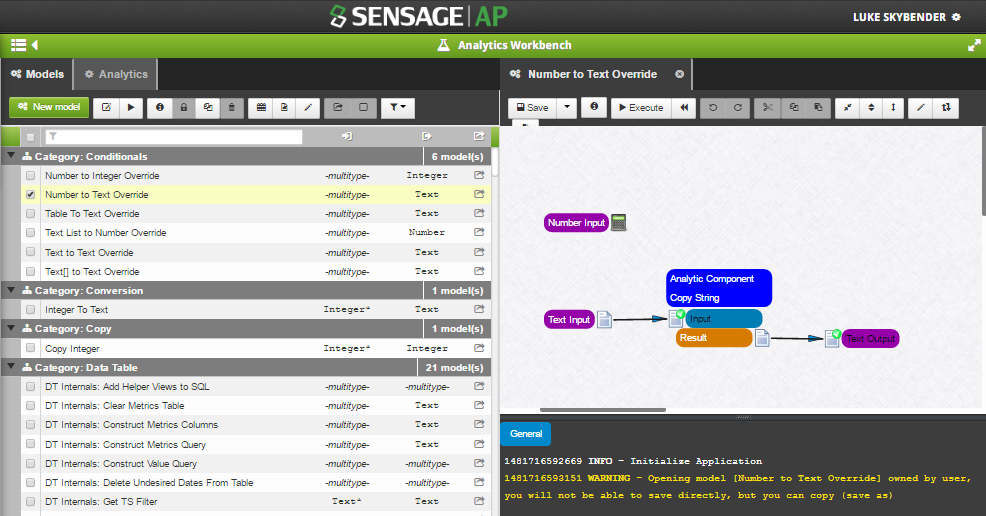 SENSAGE|AP
LUKE SKYBENDER
Analytics Workbench
Models
Analytics
New model
Category: Conditionals 6 model(s)
Number to Integer Override -multitype- Integer
Number to Text Override -multitype- Text
Table To Text Override -multitype- Text
Text List to Number Override -multitype- Number
Text to Text Override -multitype- Text
Text[] to Text Override -multitype- Text
Category: Conversion 1 model(s)
Integer To Text Integer* Text
Category: Copy 1 model(s)
Copy Integer Integer* Integer
Category: Data Table 21 model(s)
DT Internals: Add Helper Views to SQL -multitype- -multitype-
DT Internals: Clear Metrics Table -multitype- Text
DT Internals: Construct Metrics Columns -multitype- Text
DT Internals: Construct Metrics Query -multitype- Text
DT Internals: Construct Value Query -multitype- Text
DT Internals: Delete Undesired Dates From Table -multitype- Text
DT Internals: Get TS Filter Text* Text
Number to Text Override
Save
Execute
Number Input
Analytic Component
Copy String
Text Input
Input
Result
Text Output
General
1481716592669 INFO - Initialize Application
1481716593151 WARNING - Opening model [Number to Text Override] owned by user,
you will not be able to save directly, but you can copy (save as)